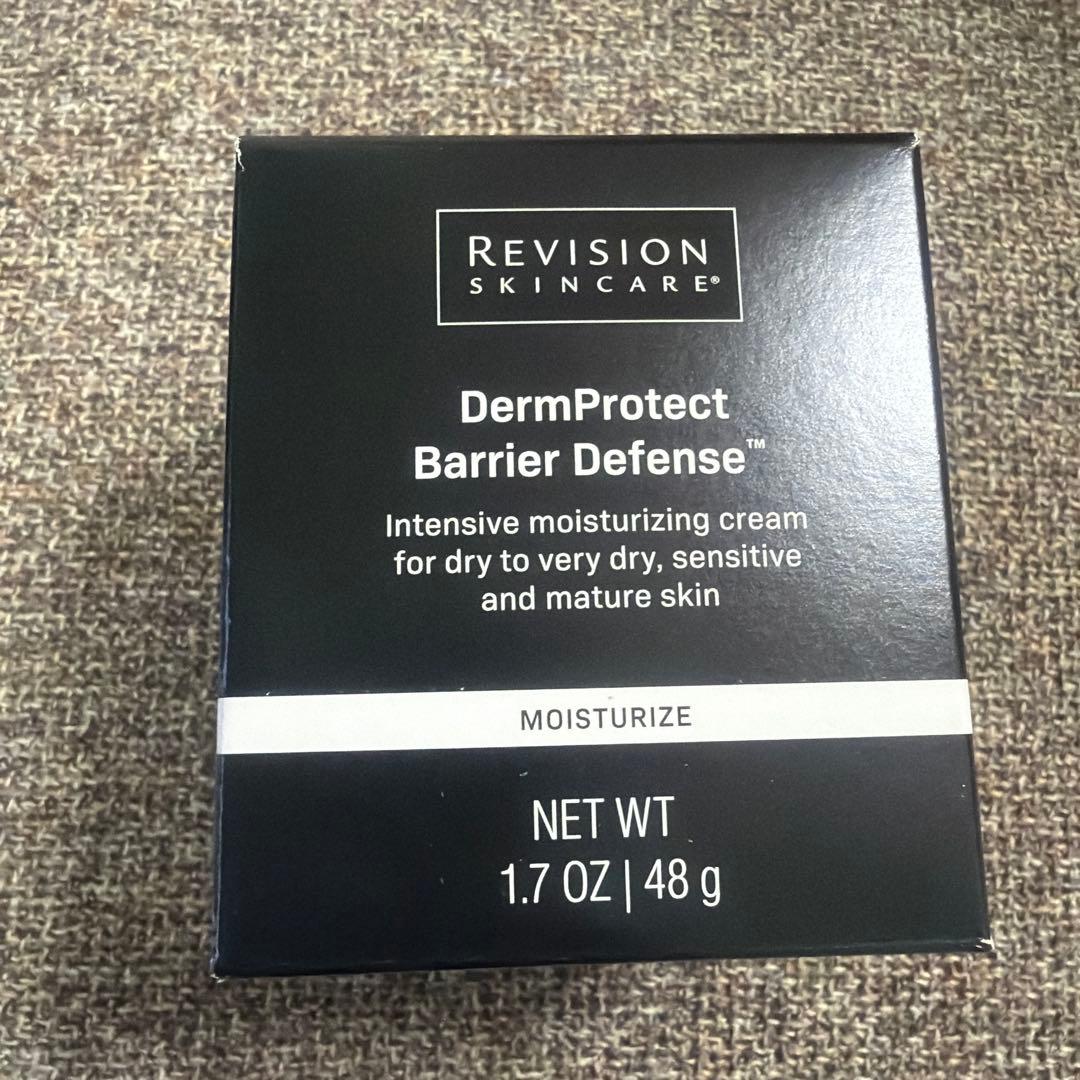 REVISION
SKINCARE®
DermProtect
Barrier Defense™
Intensive moisturizing cream
for dry to very dry, sensitive
and mature skin
MOISTURIZE
NET WT
1.7 OZ | 48 g